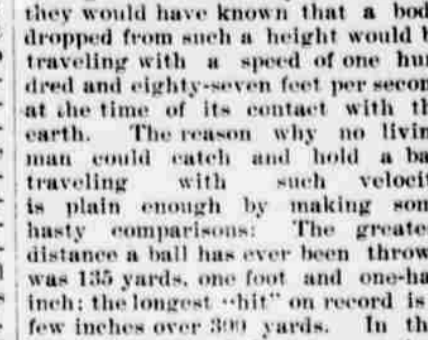 they would have known that a bod
dropped from such a height would b
traveling with a speed of one hun
dred and eighty-seven feet per secon
at the time of its contact with th
earth. The reason why no livin
man could catch and hold a ba
traveling with such velocit
is plain enough by making som
hasty comparisons: The greate
distance a ball has ever been throw
was 135 yards, one foot and one-ha
inch; the longest "hit" on record is
few inches over yards. In th